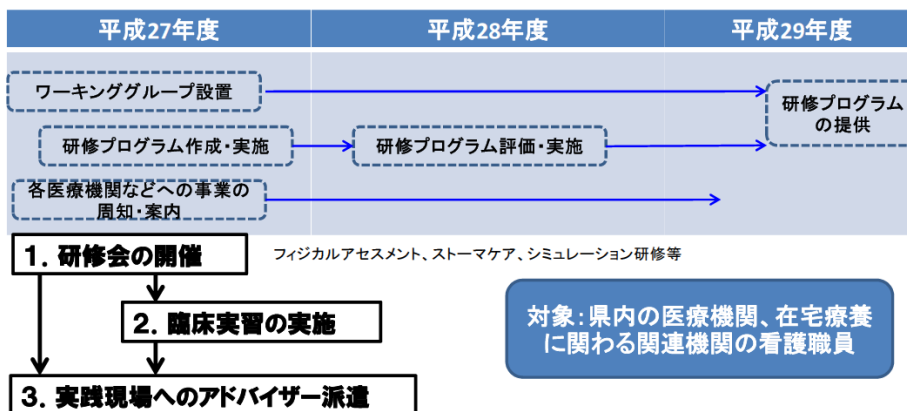 平成27年度
平成28年度
平成29年度
ワーキンググループ設置
研修プログラム
の提供
研修プログラム作成・実施
研修プログラム評価・実施
各医療機関などへの事業の
周知・案内
1．研修会の開催
フィジカルアセスメント、ストーマケア、シミュレーション研修等
2．臨床実習の実施
対象：県内の医療機関、在宅療養
に関わる関連機関の看護職員
3．実践現場へのアドバイザー派遣